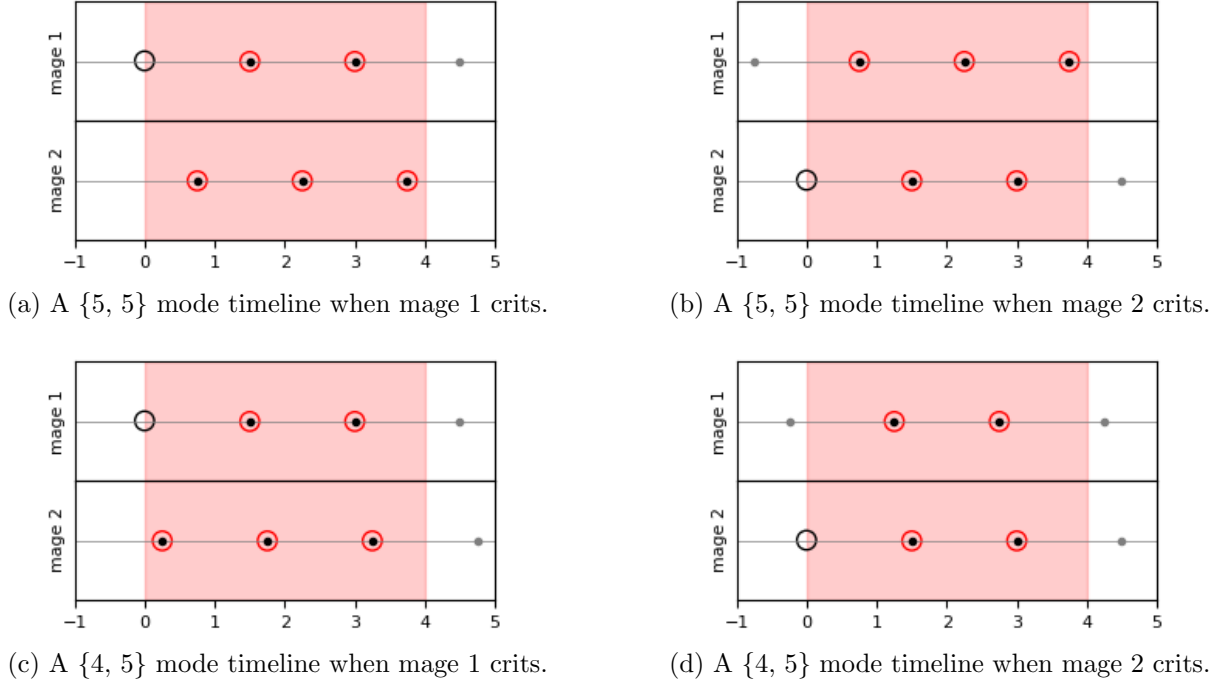 mage 1
mage 2
−1 0 1 2 3 4 5
(a) A {5, 5} mode timeline when mage 1 crits.
mage 1
mage 2
−1 0 1 2 3 4 5
(b) A {5, 5} mode timeline when mage 2 crits.
mage 1
mage 2
−1 0 1 2 3 4 5
(c) A {4, 5} mode timeline when mage 1 crits.
mage 1
mage 2
−1 0 1 2 3 4 5
(d) A {4, 5} mode timeline when mage 2 crits.